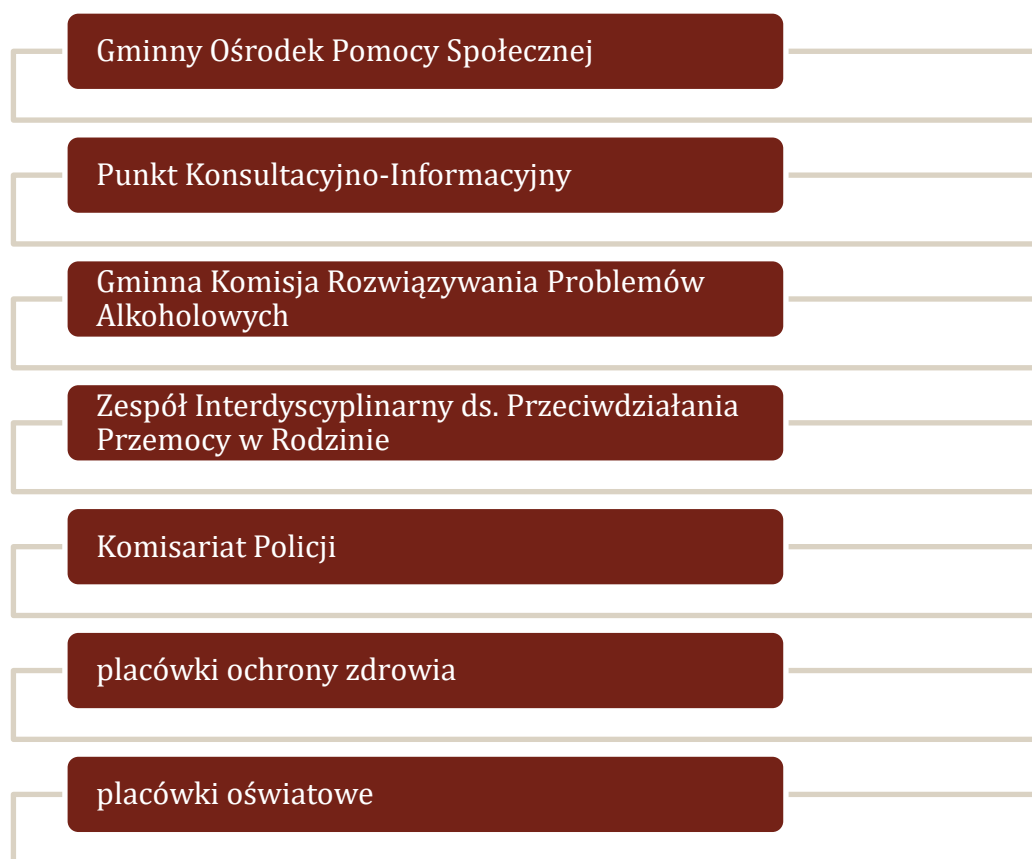 Gminny Ośrodek Pomocy Społecznej
Punkt Konsultacyjno-Informacyjny
Gminna Komisja Rozwiązywania Problemów
Alkoholowych
Zespół Interdyscyplinarny ds. Przeciwdziałania
Przemocy w Rodzinie
Komisariat Policji
placówki ochrony zdrowia
placówki oświatowe